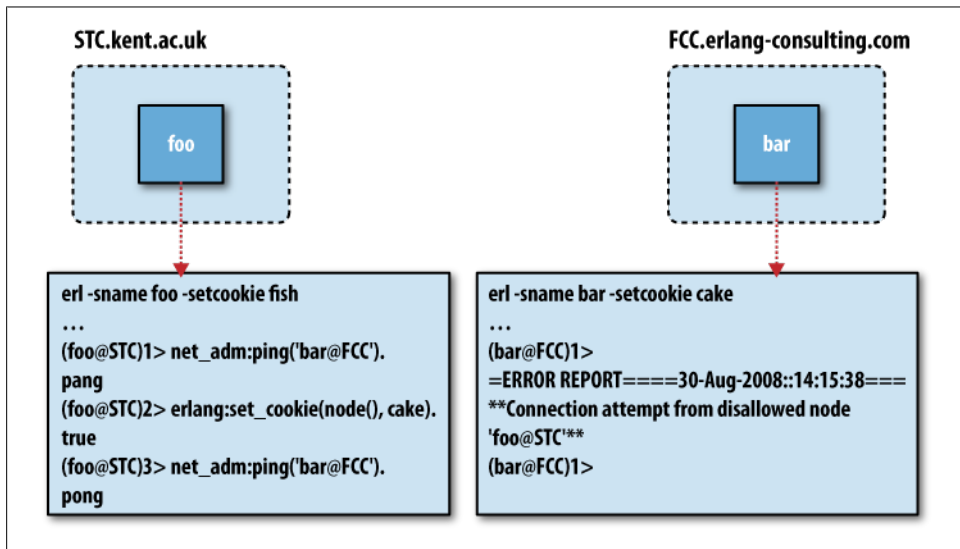 STC.kent.ac.uk
FCC.erlang-consulting.com
foo
bar
erl -sname foo -setcookie fish
…
(foo@STC)1> net_adm:ping('bar@FCC').
pang
(foo@STC)2> erlang:set_cookie(node(), cake).
true
(foo@STC)3> net_adm:ping('bar@FCC').
pong
erl -sname bar -setcookie cake
…
(bar@FCC)1>
=ERROR REPORT====30-Aug-2008::14:15:38===
**Connection attempt from disallowed node
'foo@STC'**
(bar@FCC)1>